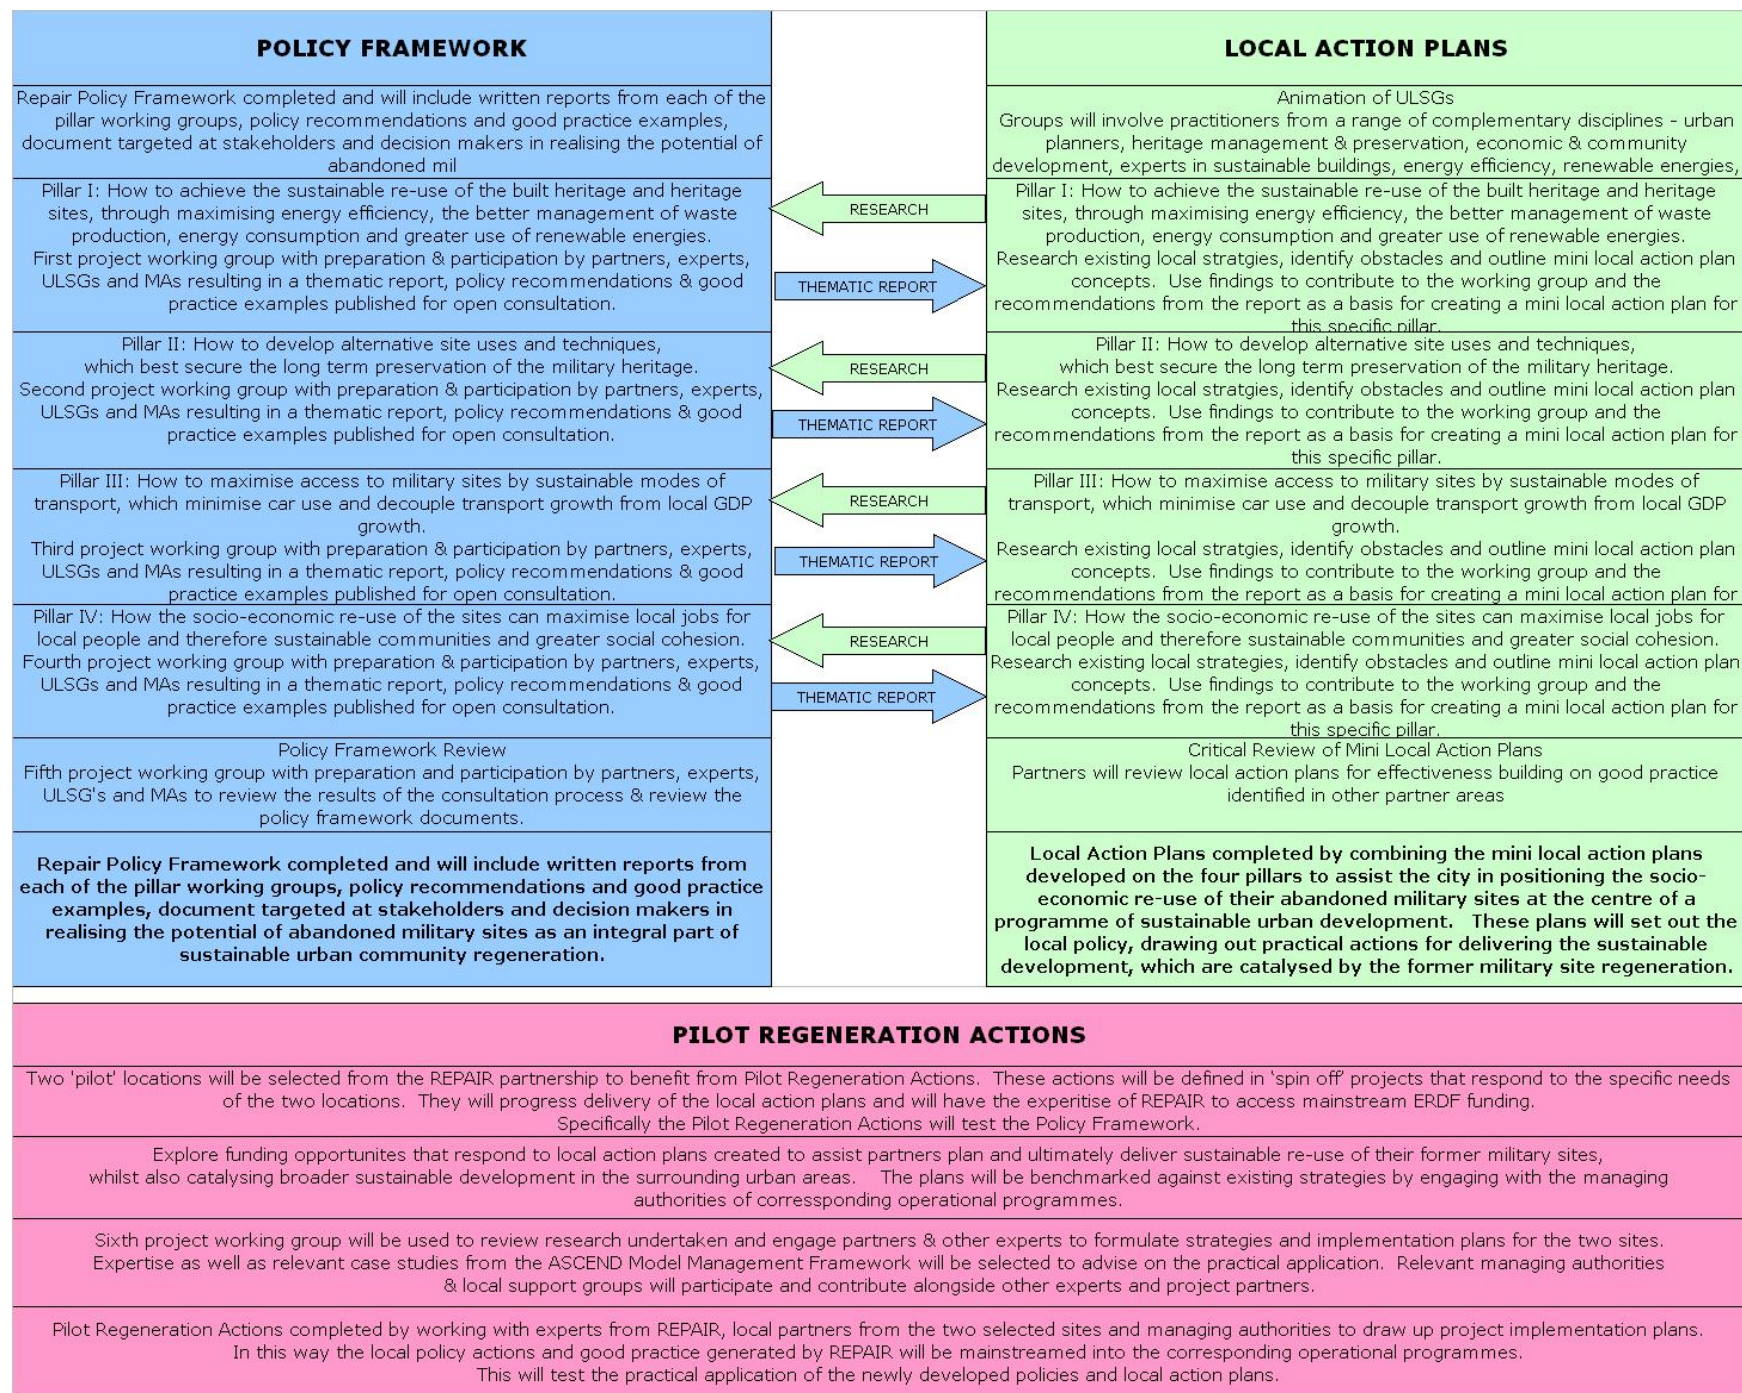 POLICY FRAMEWORK
Repair Policy Framework completed and will include written reports from each of the
pillar working groups, policy recommendations and good practice examples,
document targeted at stakeholders and decision makers in realising the potential of
abandoned mil
Pillar I: How to achieve the sustainable re-use of the built heritage and heritage
sites, through maximising energy efficiency, the better management of waste
production, energy consumption and greater use of renewable energies.
First project working group with preparation & participation by partners, experts,
ULSGs and MAs resulting in a thematic report, policy recommendations & good
practice examples published for open consultation.
Pillar II: How to develop alternative site uses and techniques,
which best secure the long term preservation of the military heritage.
Second project working group with preparation & participation by partners, experts,
ULSGs and MAs resulting in a thematic report, policy recommendations & good
practice examples published for open consultation.
Pillar III: How to maximise access to military sites by sustainable modes of
transport, which minimise car use and decouple transport growth from local GDP
growth.
Third project working group with preparation & participation by partners, experts,
ULSGs and MAs resulting in a thematic report, policy recommendations & good
practice examples published for open consultation.
Pillar IV: How the socio-economic re-use of the sites can maximise local jobs for
local people and therefore sustainable communities and greater social cohesion.
Fourth project working group with preparation & participation by partners, experts,
ULSGs and MAs resulting in a thematic report, policy recommendations & good
practice examples published for open consultation.
Policy Framework Review
Fifth project working group with preparation and participation by partners, experts,
ULSG's and MAs to review the results of the consultation process & review the
policy framework documents.
Repair Policy Framework completed and will include written reports from
each of the pillar working groups, policy recommendations and good practice
examples, document targeted at stakeholders and decision makers in
realising the potential of abandoned military sites as an integral part of
sustainable urban community regeneration.
RESEARCH
THEMATIC REPORT
RESEARCH
THEMATIC REPORT
RESEARCH
THEMATIC REPORT
RESEARCH
THEMATIC REPORT
LOCAL ACTION PLANS
Animation of ULSGs
Groups will involve practitioners from a range of complementary disciplines - urban
planners, heritage management & preservation, economic & community
development, experts in sustainable buildings, energy efficiency, renewable energies,
Pillar I: How to achieve the sustainable re-use of the built heritage and heritage
sites, through maximising energy efficiency, the better management of waste
production, energy consumption and greater use of renewable energies.
Research existing local stratgies, identify obstacles and outline mini local action plan
concepts. Use findings to contribute to the working group and the
recommendations from the report as a basis for creating a mini local action plan for
this specific pillar.
Pillar II: How to develop alternative site uses and techniques,
which best secure the long term preservation of the military heritage.
Research existing local stratgies, identify obstacles and outline mini local action plan
concepts. Use findings to contribute to the working group and the
recommendations from the report as a basis for creating a mini local action plan for
this specific pillar.
Pillar III: How to maximise access to military sites by sustainable modes of
transport, which minimise car use and decouple transport growth from local GDP
growth.
Research existing local stratgies, identify obstacles and outline mini local action plan
concepts. Use findings to contribute to the working group and the
recommendations from the report as a basis for creating a mini local action plan for
Pillar IV: How the socio-economic re-use of the sites can maximise local jobs for
local people and therefore sustainable communities and greater social cohesion.
Research existing local strategies, identify obstacles and outline mini local action plan
concepts. Use findings to contribute to the working group and the
recommendations from the report as a basis for creating a mini local action plan for
this specific pillar.
Critical Review of Mini Local Action Plans
Partners will review local action plans for effectiveness building on good practice
identified in other partner areas
Local Action Plans completed by combining the mini local action plans
developed on the four pillars to assist the city in positioning the socio-
economic re-use of their abandoned military sites at the centre of a
programme of sustainable urban development. These plans will set out the
local policy, drawing out practical actions for delivering the sustainable
development, which are catalysed by the former military site regeneration.
PILOT REGENERATION ACTIONS
Two 'pilot' locations will be selected from the REPAIR partnership to benefit from Pilot Regeneration Actions. These actions will be defined in 'spin off' projects that respond to the specific needs
of the two locations. They will progress delivery of the local action plans and will have the experitise of REPAIR to access mainstream ERDF funding.
Specifically the Pilot Regeneration Actions will test the Policy Framework.
Explore funding opportunites that respond to local action plans created to assist partners plan and ultimately deliver sustainable re-use of their former military sites,
whilst also catalysing broader sustainable development in the surrounding urban areas. The plans will be benchmarked against existing strategies by engaging with the managing
authorities of corressponding operational programmes.
Sixth project working group will be used to review research undertaken and engage partners & other experts to formulate strategies and implementation plans for the two sites.
Expertise as well as relevant case studies from the ASCEND Model Management Framework will be selected to advise on the practical application. Relevant managing authorities
& local support groups will participate and contribute alongside other experts and project partners.
Pilot Regeneration Actions completed by working with experts from REPAIR, local partners from the two selected sites and managing authorities to draw up project implementation plans.
In this way the local policy actions and good practice generated by REPAIR will be mainstreamed into the corresponding operational programmes.
This will test the practical application of the newly developed policies and local action plans.